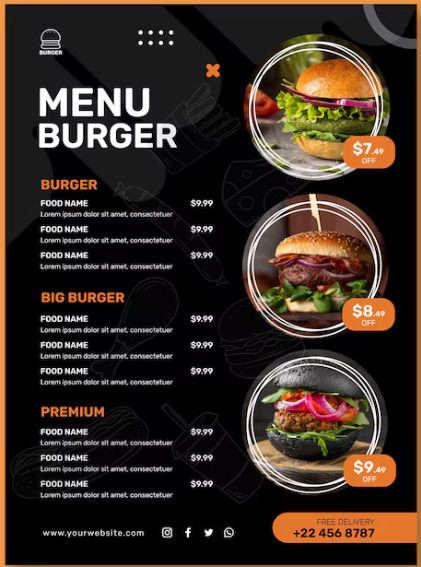 BURGER
MENU
BURGER
$7.49
OFF
BURGER
FOOD NAME $9.99
Lorem ipsum dolor sit amet, consectetuer
FOOD NAME $9.99
Lorem ipsum dolor sit amet, consectetuer
FOOD NAME $9.99
Lorem ipsum dolor sit amet, consectetuer
$8.49
OFF
BIG BURGER
FOOD NAME $9.99
Lorem ipsum dolor sit amet, consectetuer
FOOD NAME $9.99
Lorem ipsum dolor sit amet, consectetuer
FOOD NAME $9.99
Lorem ipsum dolor sit amet, consectetuer
PREMIUM
FOOD NAME $9.99
Lorem ipsum dolor sit amet, consectetuer
FOOD NAME $9.99
Lorem ipsum dolor sit amet, consectetuer
FOOD NAME $9.99
Lorem ipsum dolor sit amet, consectetuer
$9.49
OFF
www.yourwebsite.com
FREE DELIVERY
+22 456 8787